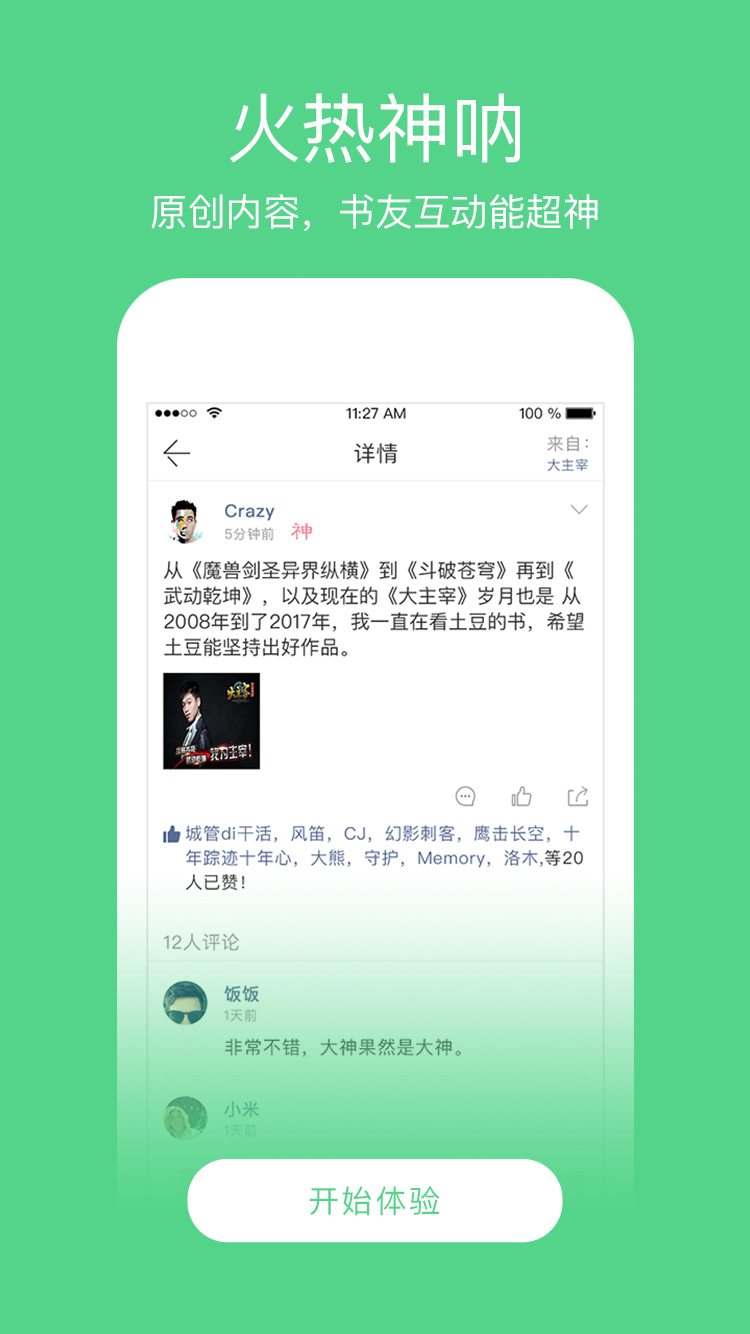 火热神呐
原创内容，书友互动能超神
11:27 AM
100 %
详情
来自：
大主宰
Crazy
5分钟前 神
从《魔兽剑圣异界纵横》到《斗破苍穹》再到《
武动乾坤》，以及现在的《大主宰》岁月也是 从
2008年到了2017年，我一直在看土豆的书，希望
土豆能坚持出好作品。
大主宰
我为主宰！
城管di干活，风笛，CJ，幻影刺客，鹰击长空，十
年踪迹十年心，大熊，守护，Memory，洛木,等20
人已赞！
12人评论
饭饭
1天前
非常不错，大神果然是大神。
小米
1天前
开始体验